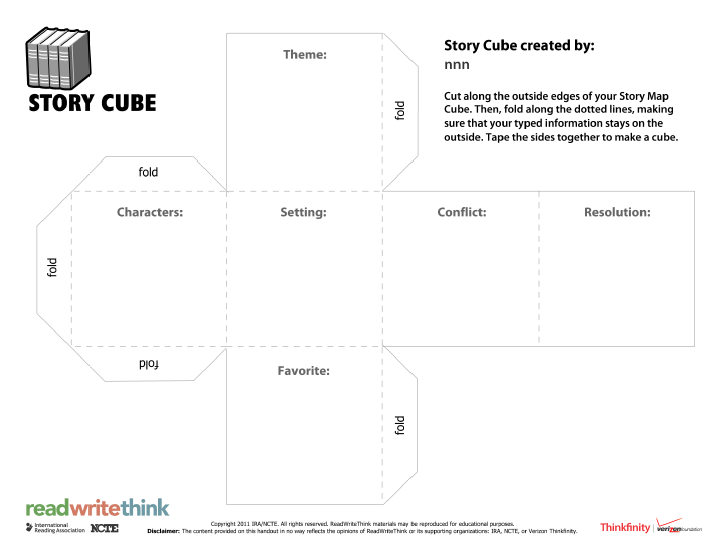 STORY CUBE
Theme:
fold
Story Cube created by:
nnn
Cut along the outside edges of your Story Map
Cube. Then, fold along the dotted lines, making
sure that your typed information stays on the
outside. Tape the sides together to make a cube.
fold
fold
Characters:
Setting:
Conflict:
Resolution:
fold
Favorite:
fold
readwritethink
International
Reading Association
NCTE
Copyright 2011 IRA/NCTE. All rights reserved. ReadWriteThink materials may be reproduced for educational purposes.
Disclaimer: The content provided on this handout in no way reflects the opinions of ReadWriteThink or its supporting organizations: IRA, NCTE, or Verizon Thinkfinity.
Thinkfinity
verizonfoundation